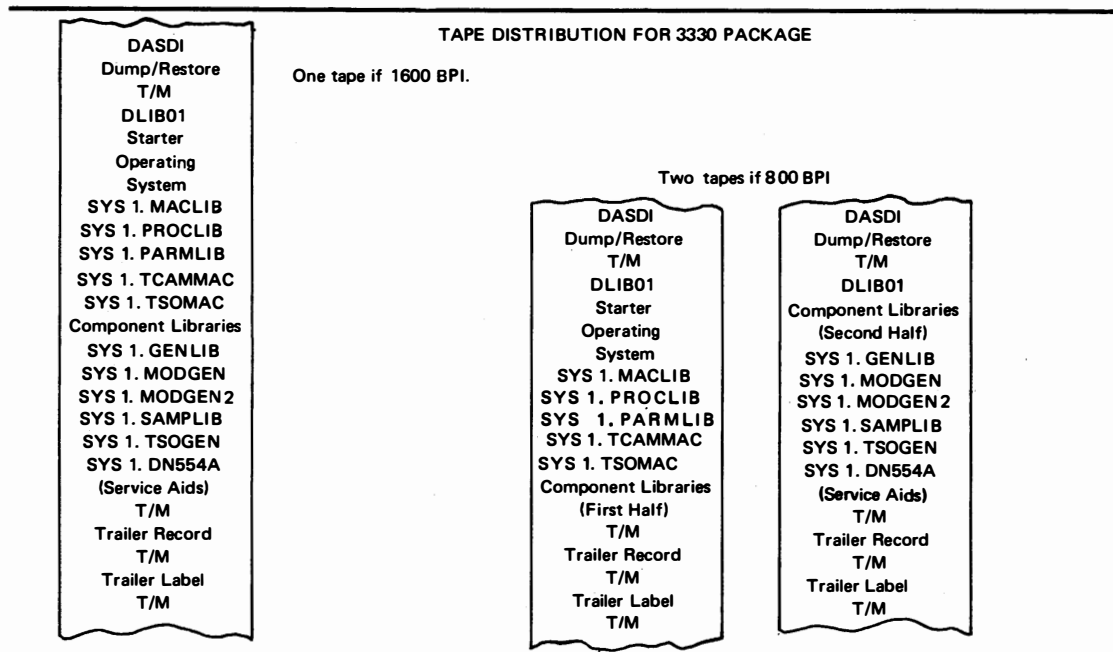 TAPE DISTRIBUTION FOR 3330 PACKAGE
One tape if 1600 BPI.
DASDI
Dump/Restore
T/M
DLIB01
Starter
Operating
System
SYS 1. MACLIB
SYS 1. PROCLIB
SYS 1. PARMLIB
SYS 1. TCAMMAC
SYS 1. TSOMAC
Component Libraries
SYS 1. GENLIB
SYS 1. MODGEN
SYS 1. MODGEN2
SYS 1. SAMPLIB
SYS 1. TSOGEN
SYS 1. DN554A
(Service Aids)
T/M
Trailer Record
T/M
Trailer Label
T/M
Two tapes if 800 BPI
DASDI
Dump/Restore
T/M
DLIB01
Starter
Operating
System
SYS 1. MACLIB
SYS 1. PROCLIB
SYS 1. PARMLIB
SYS 1. TCAMMAC
SYS 1. TSOMAC
Component Libraries
(First Half)
T/M
Trailer Record
T/M
Trailer Label
T/M
DASDI
Dump/Restore
T/M
DLIB01
Component Libraries
(Second Half)
SYS 1. GENLIB
SYS 1. MODGEN
SYS 1. MODGEN2
SYS 1. SAMPLIB
SYS 1. TSOGEN
SYS 1. DN554A
(Service Aids)
T/M
Trailer Record
T/M
Trailer Label
T/M